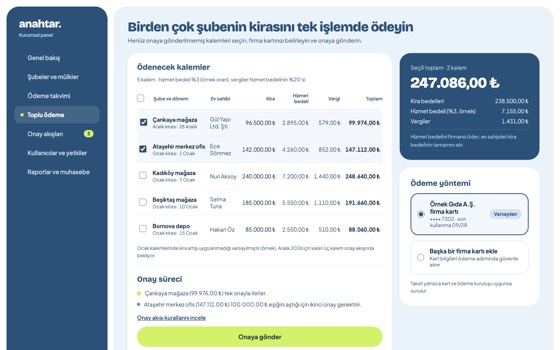 anahtar.
Kurumsal panel
Genel bakış
Şubeler ve mülkler
Ödeme takvimi
Toplu ödeme
Onay akışları 3
Kullanıcılar ve yetkiler
Raporlar ve muhasebe
Birden çok şubenin kirasını tek işlemde ödeyin
Henüz onaya gönderilmemiş kalemleri seçin, firma kartınızı belirleyin ve onaya gönderin.
Ödenecek kalemler
5 kalem · hizmet bedeli %3 (örnek oran), vergiler hizmet bedelinin %20'si
Şube ve dönem Ev sahibi Kira Hizmet bedeli Vergi Toplam
Çankaya mağaza Gül Yapı Ltd. Şti. 96.500,00 ₺ 2.895,00 ₺ 579,00 ₺ 99.974,00 ₺
Aralık kirası · 28 Aralık
Ataşehir merkez ofis Ece Sönmez 142.000,00 ₺ 4.260,00 ₺ 852,00 ₺ 147.112,00 ₺
Ocak kirası · 1 Ocak
Kadıköy mağaza Nuri Aksoy 240.000,00 ₺ 7.200,00 ₺ 1.440,00 ₺ 248.640,00 ₺
Ocak kirası · 7 Ocak
Beşiktaş mağaza Selma Tuna 185.000,00 ₺ 5.550,00 ₺ 1.110,00 ₺ 191.660,00 ₺
Ocak kirası · 10 Ocak
Bornova depo Hakan Öz 85.000,00 ₺ 2.550,00 ₺ 510,00 ₺ 88.060,00 ₺
Ocak kirası · 15 Ocak
Ocak kalemlerinde kira artışı uygulanmadığı varsayılmıştır (örnek). Aralık 2026 için kalan üç kalem onay akışında
bekliyor.
Onay süreci
Çankaya mağaza (99.974,00 ₺) tek onayla ilerler.
Ataşehir merkez ofis (147.112,00 ₺) 100.000,00 ₺ eşiğini aştığı için ikinci onay gerektirir.
Onay akışı kurallarını incele
Onaya gönder
Seçili toplam · 2 kalem
247.086,00 ₺
Kira bedelleri 238.500,00 ₺
Hizmet bedeli (%3, örnek) 7.155,00 ₺
Vergiler 1.431,00 ₺
Hizmet bedelini firmanız öder; ev sahipleri kira
bedelinin tamamını alır.
Ödeme yöntemi
Örnek Gıda A.Ş.
firma kartı
Varsayılan
•••• 7302 · son
kullanma 09/28
Başka bir firma kartı ekle
Kart bilgileri ödeme adımında güvenle
alınır
Taksit yalnızca kart ve ödeme kuruluşu uygunsa
sunulur.